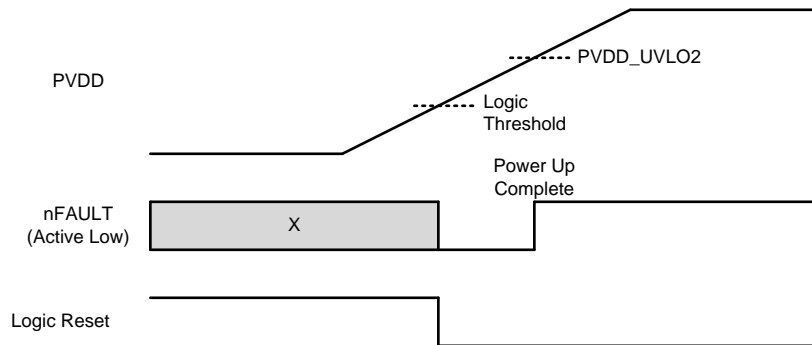 PVDD
PVDD_UVLO2
Logic
Threshold
Power Up
Complete
nFAULT
(Active Low)
X
Logic Reset